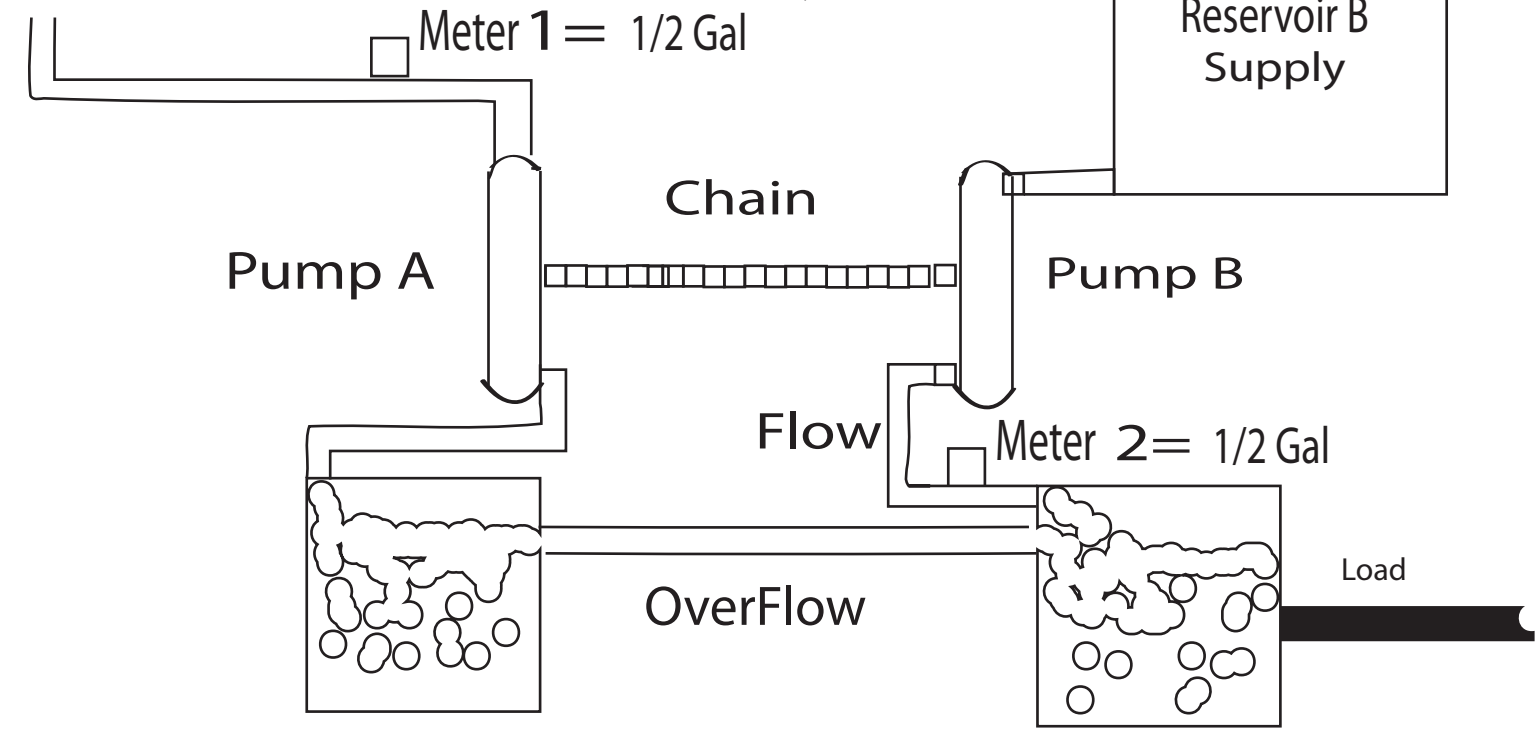 Meter 1 = 1/2 Gal
Reservoir B
Supply
Chain
Pump A
Pump B
Flow
Meter 2= 1/2 Gal
Load
OverFlow